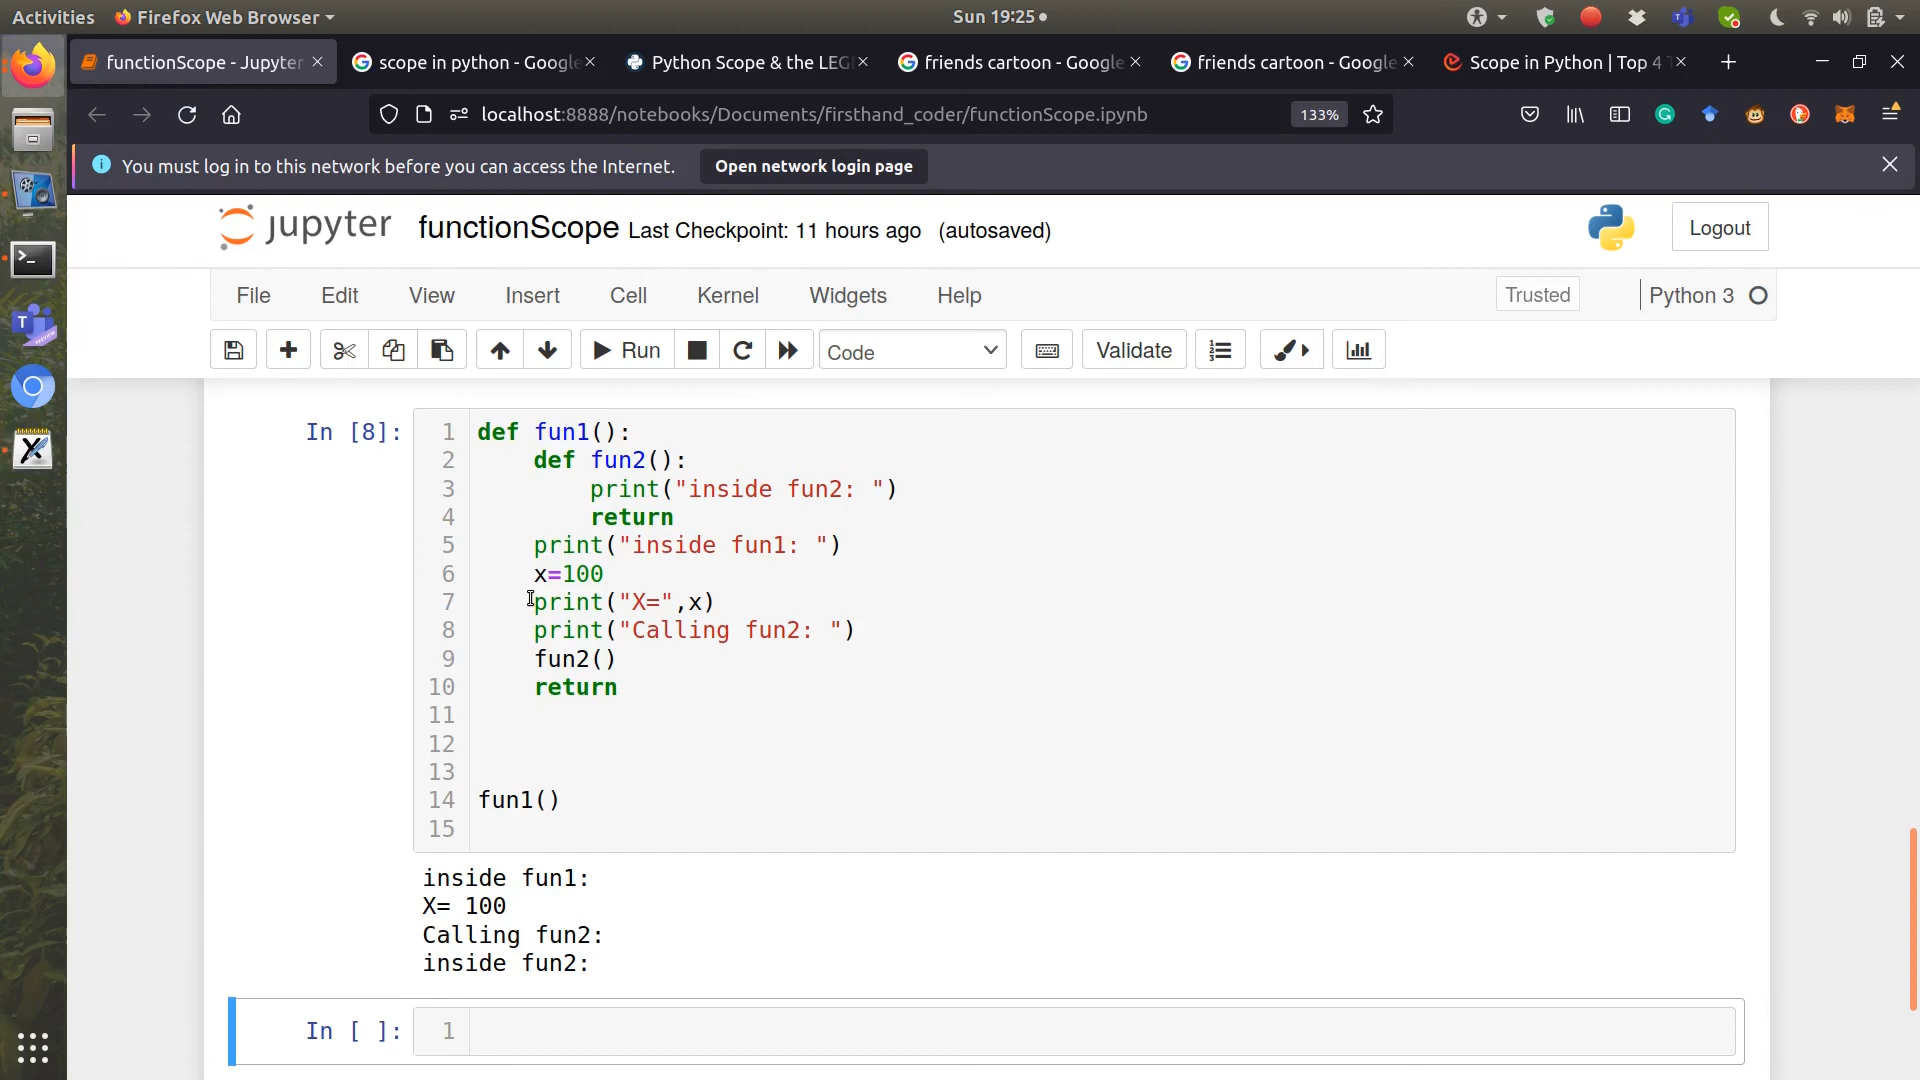 Activities Firefox Web Browser Sun 19:25
functionScope - Jupyter scope in python - Google Python Scope & the LEG friends cartoon - Google friends cartoon - Google Scope in Python | Top 4 T
localhost:8888/notebooks/Documents/firsthand_coder/functionScope.ipynb 133%
You must log in to this network before you can access the Internet. Open network login page
jupyter functionScope Last Checkpoint: 11 hours ago (autosaved) Logout
File Edit View Insert Cell Kernel Widgets Help Trusted Python 3
Run Code Validate
In [8]: 1 def fun1():
2 def fun2():
3 print("inside fun2: ")
4 return
5 print("inside fun1: ")
6 x=100
7 print("X=",x)
8 print("Calling fun2: ")
9 fun2()
10 return
11
12
13
14 fun1()
15
inside fun1:
X= 100
Calling fun2:
inside fun2:
In [ ]: 1